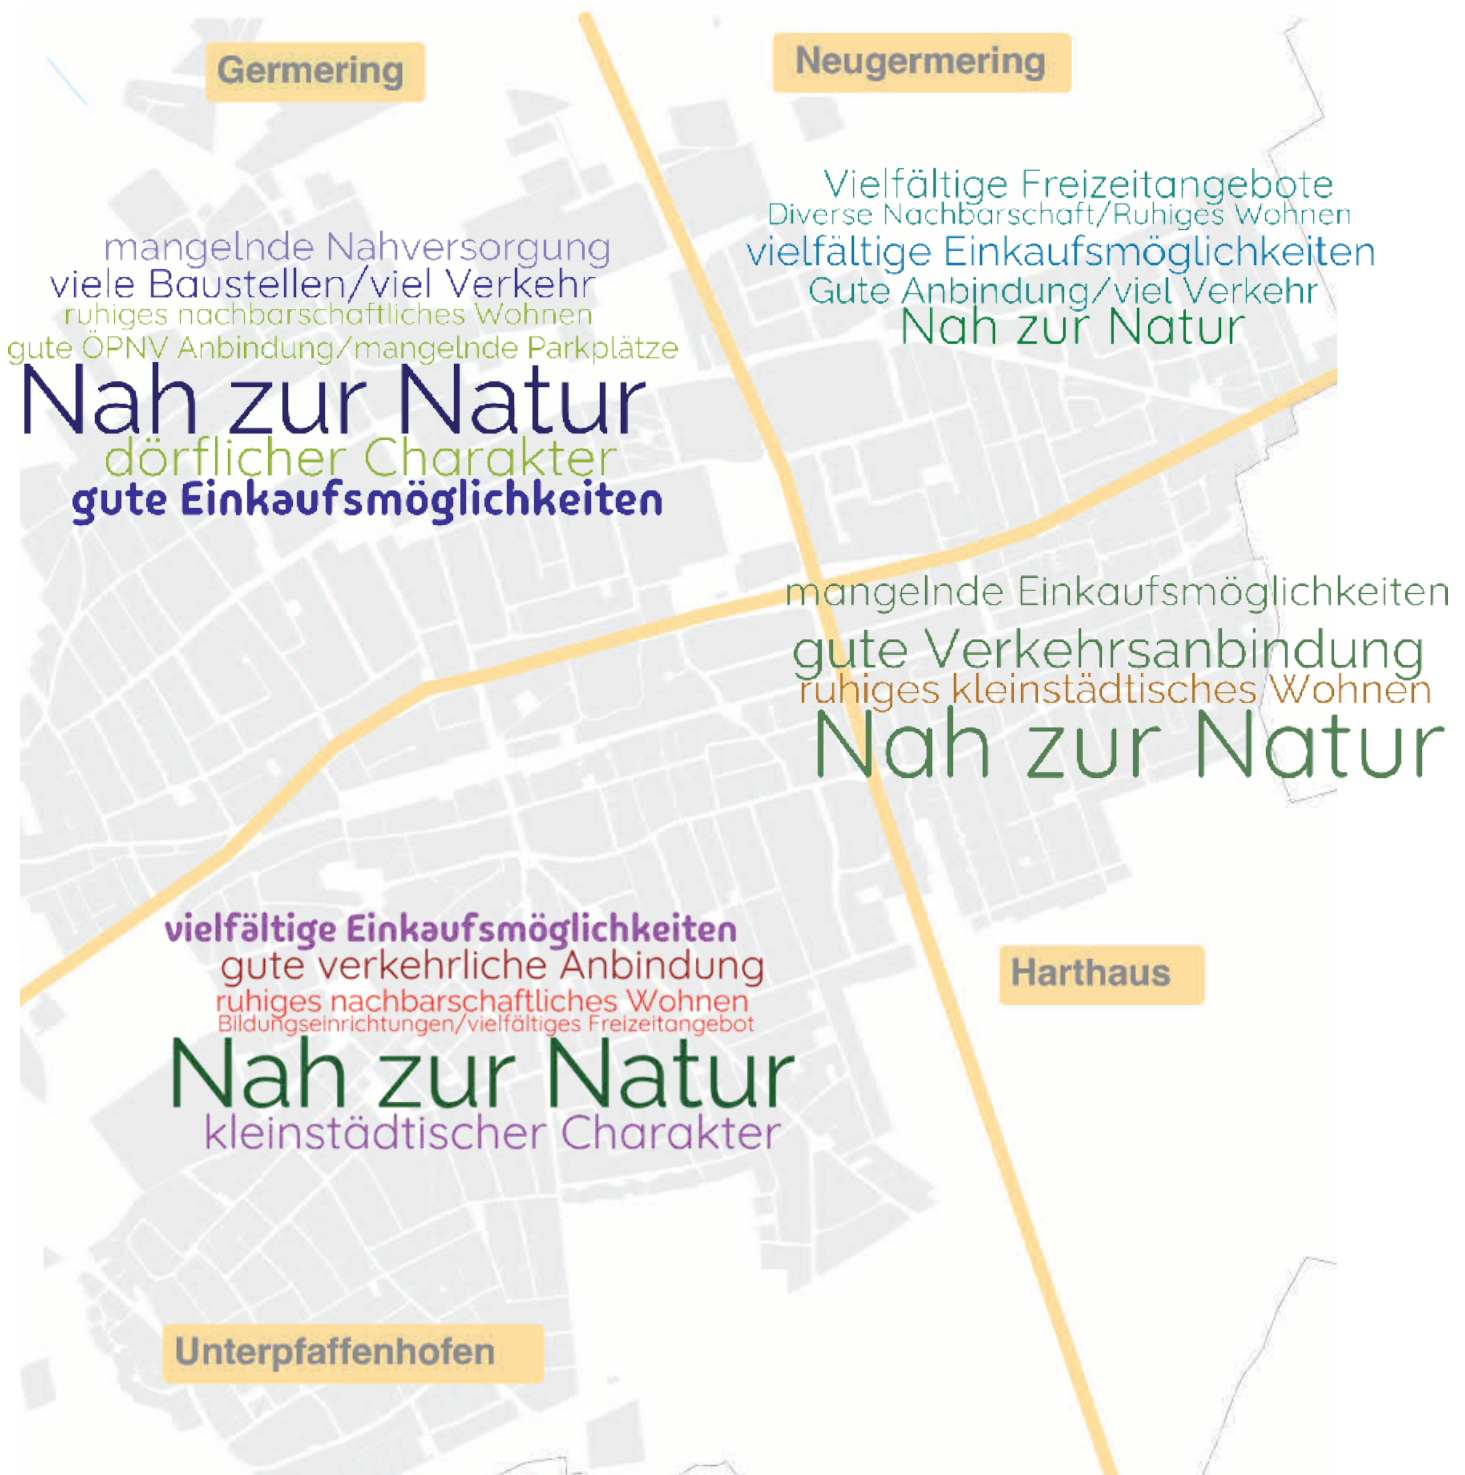 Germering
mangelnde Nahversorgung
viele Baustellen/viel Verkehr
ruhiges nachbarschaftliches Wohnen
gute ÖPNV Anbindung/mangelnde Parkplätze
Nah zur Natur
dörflicher Charakter
gute Einkaufsmöglichkeiten
Neugermering
Vielfältige Freizeitangebote
Diverse Nachbarschaft/Ruhiges Wohnen
vielfältige Einkaufsmöglichkeiten
Gute Anbindung/viel Verkehr
Nah zur Natur
mangelnde Einkaufsmöglichkeiten
gute Verkehrsanbindung
ruhiges kleinstädtisches Wohnen
Nah zur Natur
Harthaus
vielfältige Einkaufsmöglichkeiten
gute verkehrliche Anbindung
ruhiges nachbarschaftliches Wohnen
Bildungseinrichtungen/vielfältiges Freizeitangebot
Nah zur Natur
kleinstädtischer Charakter
Unterpfaffenhofen